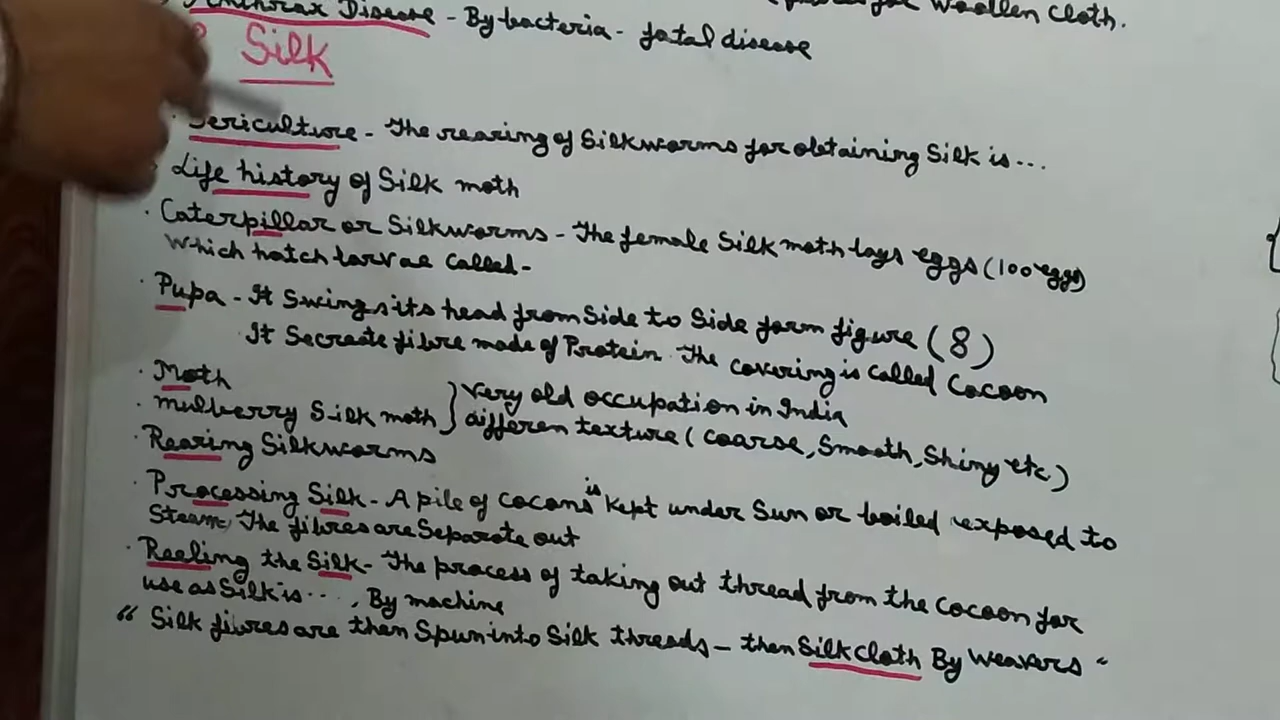 Anthrax Disease - By bacteria - fatal disease
Woollen Cloth.
Silk
Sericulture - The rearing of Silkworms for obtaining Silk is...
Life history of Silk moth
Caterpillar or Silkworms - The female Silk moth lays eggs (100 eggs)
Which hatch larvae called -
Pupa - It Swings its head from Side to Side form figure (8)
It Secreate fibre made of Protein. The covering is called Cocoon
Moth
Mulberry Silk moth } Very old occupation in India
differen texture (coarse, Smooth, Shiny etc)
Rearing Silkworms
Processing Silk - A pile of cocons is kept under Sun or boiled exposed to
Steam, The fibres are Separate out
Reeling the Silk - The process of taking out thread from the Cocoon for
use as Silk is ..., By machine
" Silk fibres are then Spun into Silk threads - then Silk cloth By Weavers "